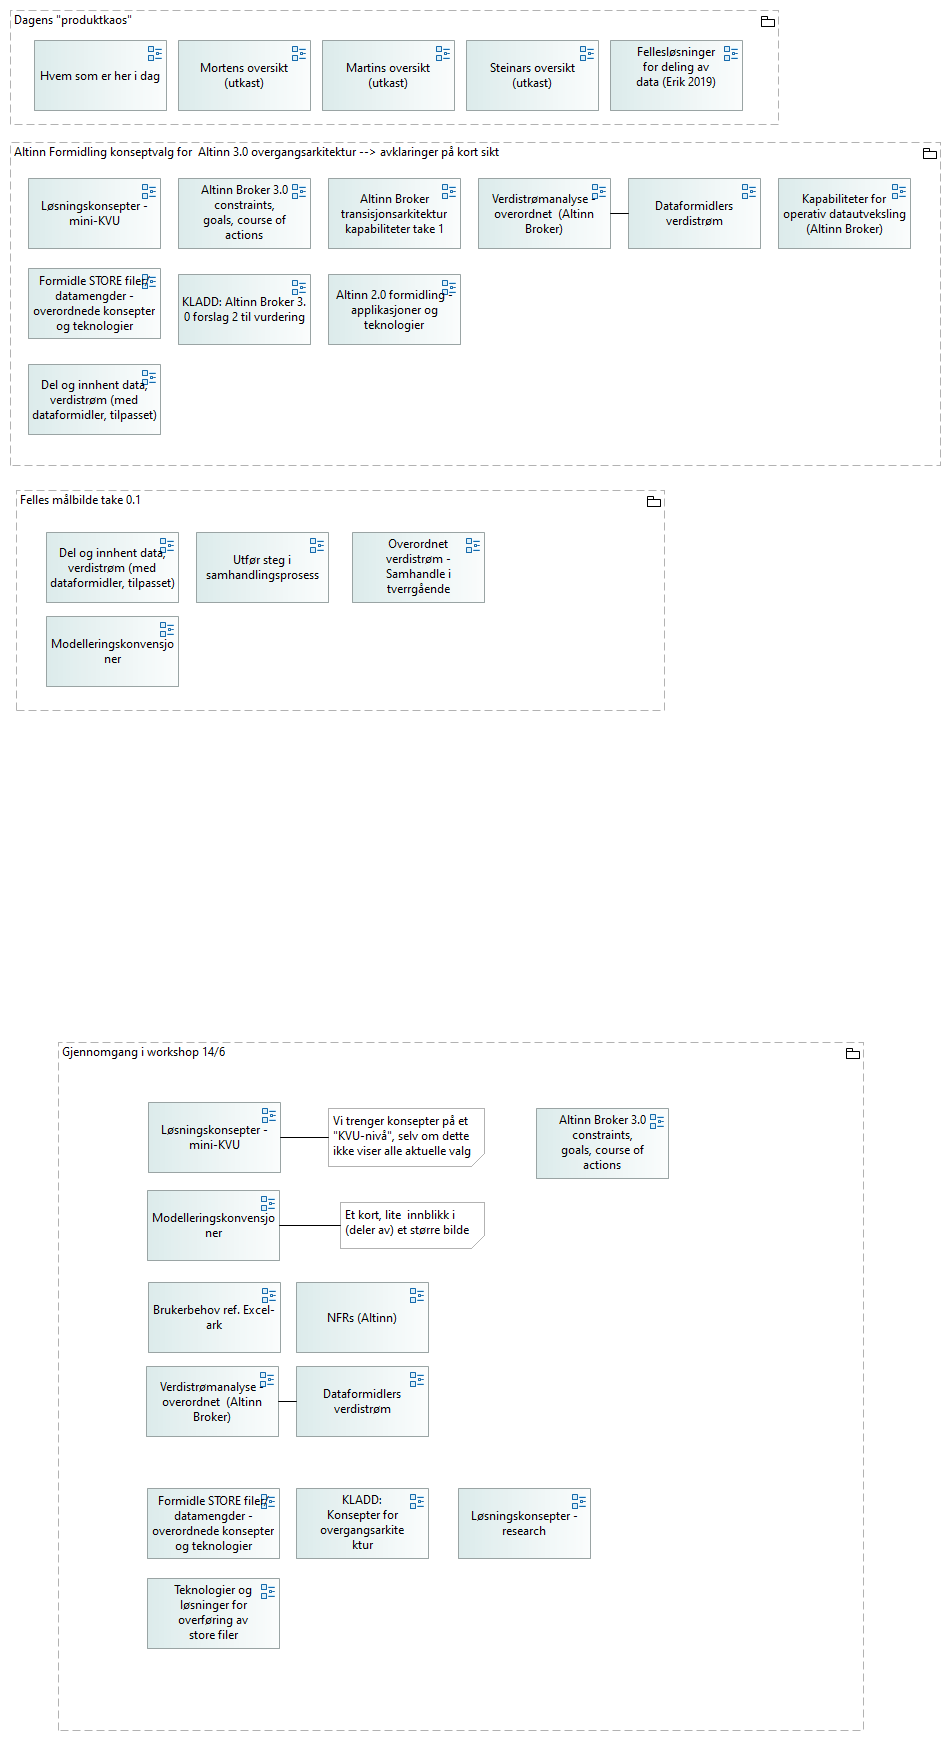 Dagens "produktkaos"
Hvem som er her i dag
Mortens oversikt
(utkast)
Martins oversikt
(utkast)
Steinars oversikt
(utkast)
Fellesløsninger
for deling av
data (Erik 2019)
Altinn Formidling konseptvalg for  Altinn 3.0 overgangsarkitektur --> avklaringer på kort sikt
Løsningskonsepter -
mini-KVU
Altinn Broker 3.0
constraints,
goals, course of
actions
Altinn Broker
transisjonsarkitektur
kapabiliteter take 1
Verdistrømanalyse -
overordnet  (Altinn
Broker)
Dataformidlers
verdistrøm
Kapabiliteter for
operativ datautveksling
(Altinn Broker)
Formidle STORE filer/
datamengder -
overordnede konsepter
og teknologier
KLADD: Altinn Broker 3.
0 forslag 2 til vurdering
Altinn 2.0 formidling -
applikasjoner og
teknologier
Del og innhent data,
verdistrøm (med
dataformidler, tilpasset)
Felles målbilde take 0.1
Del og innhent data,
verdistrøm (med
dataformidler, tilpasset)
Utfør steg i
samhandlingsprosess
Overordnet
verdistrøm -
Samhandle i
tverrgående
Modelleringskonvensjo
ner
Gjennomgang i workshop 14/6
Løsningskonsepter -
mini-KVU
Vi trenger konsepter på et
"KVU-nivå", selv om dette
ikke viser alle aktuelle valg
Altinn Broker 3.0
constraints,
goals, course of
actions
Modelleringskonvensjo
ner
Et kort, lite  innblikk i
(deler av) et større bilde
Brukerbehov ref. Excel-
ark
NFRs (Altinn)
Verdistrømanalyse -
overordnet  (Altinn
Broker)
Dataformidlers
verdistrøm
Formidle STORE filer/
datamengder -
overordnede konsepter
og teknologier
KLADD:
Konsepter for
overgangsarkite
ktur
Løsningskonsepter -
research
Teknologier og
løsninger for
overføring av
store filer